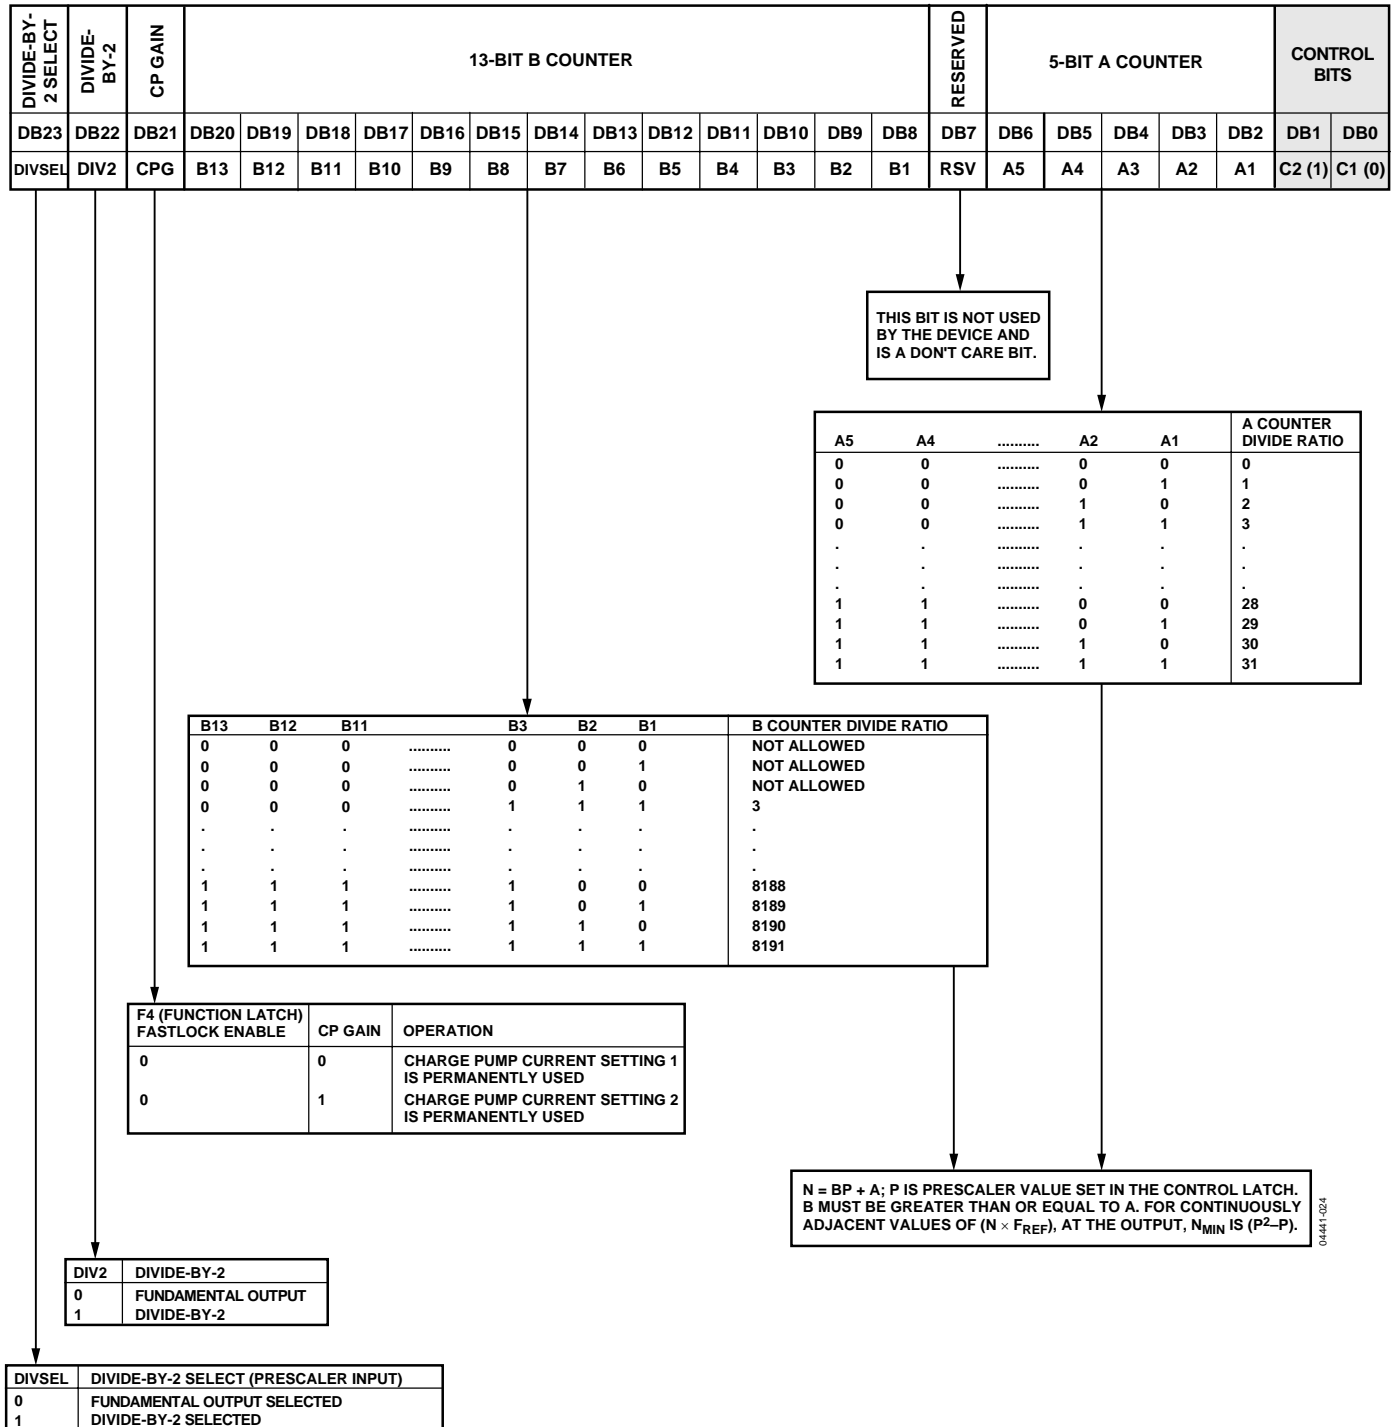 DIVIDE-BY-
2 SELECT
DIVIDE-
BY-2
CP GAIN
13-BIT B COUNTER
RESERVED
5-BIT A COUNTER
CONTROL
BITS
DB23 DB22 DB21 DB20 DB19 DB18 DB17 DB16 DB15 DB14 DB13 DB12 DB11 DB10 DB9 DB8 DB7 DB6 DB5 DB4 DB3 DB2 DB1 DB0
DIVSEL DIV2 CPG B13 B12 B11 B10 B9 B8 B7 B6 B5 B4 B3 B2 B1 RSV A5 A4 A3 A2 A1 C2 (1) C1 (0)
THIS BIT IS NOT USED
BY THE DEVICE AND
IS A DON'T CARE BIT.
A COUNTER
A5 A4 .......... A2 A1 DIVIDE RATIO
0 0 .......... 0 0 0
0 0 .......... 0 1 1
0 0 .......... 1 0 2
0 0 .......... 1 1 3
. . .......... . . .
. . .......... . . .
. . .......... . . .
1 1 .......... 0 0 28
1 1 .......... 0 1 29
1 1 .......... 1 0 30
1 1 .......... 1 1 31
B13 B12 B11 B3 B2 B1 B COUNTER DIVIDE RATIO
0 0 0 .......... 0 0 0 NOT ALLOWED
0 0 0 .......... 0 0 1 NOT ALLOWED
0 0 0 .......... 0 1 0 NOT ALLOWED
0 0 0 .......... 1 1 1 3
. . . .......... . . . .
. . . .......... . . . .
. . . .......... . . . .
1 1 1 .......... 1 0 0 8188
1 1 1 .......... 1 0 1 8189
1 1 1 .......... 1 1 0 8190
1 1 1 .......... 1 1 1 8191
F4 (FUNCTION LATCH)
FASTLOCK ENABLE CP GAIN OPERATION
0 0 CHARGE PUMP CURRENT SETTING 1
IS PERMANENTLY USED
0 1 CHARGE PUMP CURRENT SETTING 2
IS PERMANENTLY USED
N = BP + A; P IS PRESCALER VALUE SET IN THE CONTROL LATCH.
B MUST BE GREATER THAN OR EQUAL TO A. FOR CONTINUOUSLY
ADJACENT VALUES OF (N × FREF), AT THE OUTPUT, NMIN IS (P²–P).
04441-024
DIV2 DIVIDE-BY-2
0 FUNDAMENTAL OUTPUT
1 DIVIDE-BY-2
DIVSEL DIVIDE-BY-2 SELECT (PRESCALER INPUT)
0 FUNDAMENTAL OUTPUT SELECTED
1 DIVIDE-BY-2 SELECTED